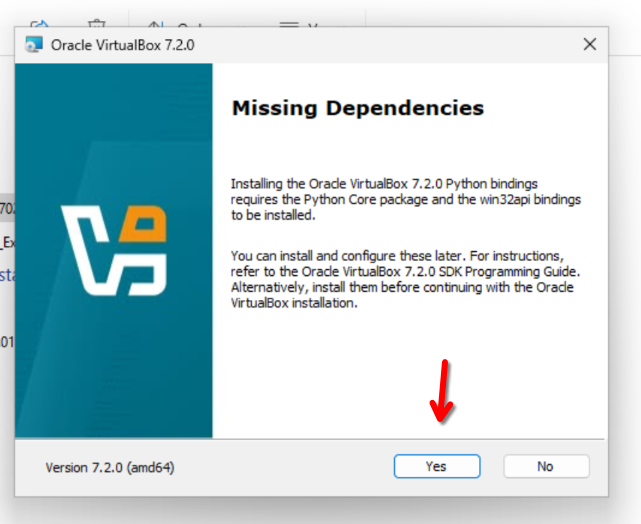 Oracle VirtualBox 7.2.0
Missing Dependencies
Installing the Oracle VirtualBox 7.2.0 Python bindings
requires the Python Core package and the win32api bindings
to be installed.
You can install and configure these later. For instructions,
refer to the Oracle VirtualBox 7.2.0 SDK Programming Guide.
Alternatively, install them before continuing with the Oracle
VirtualBox installation.
Version 7.2.0 (amd64)
Yes
No